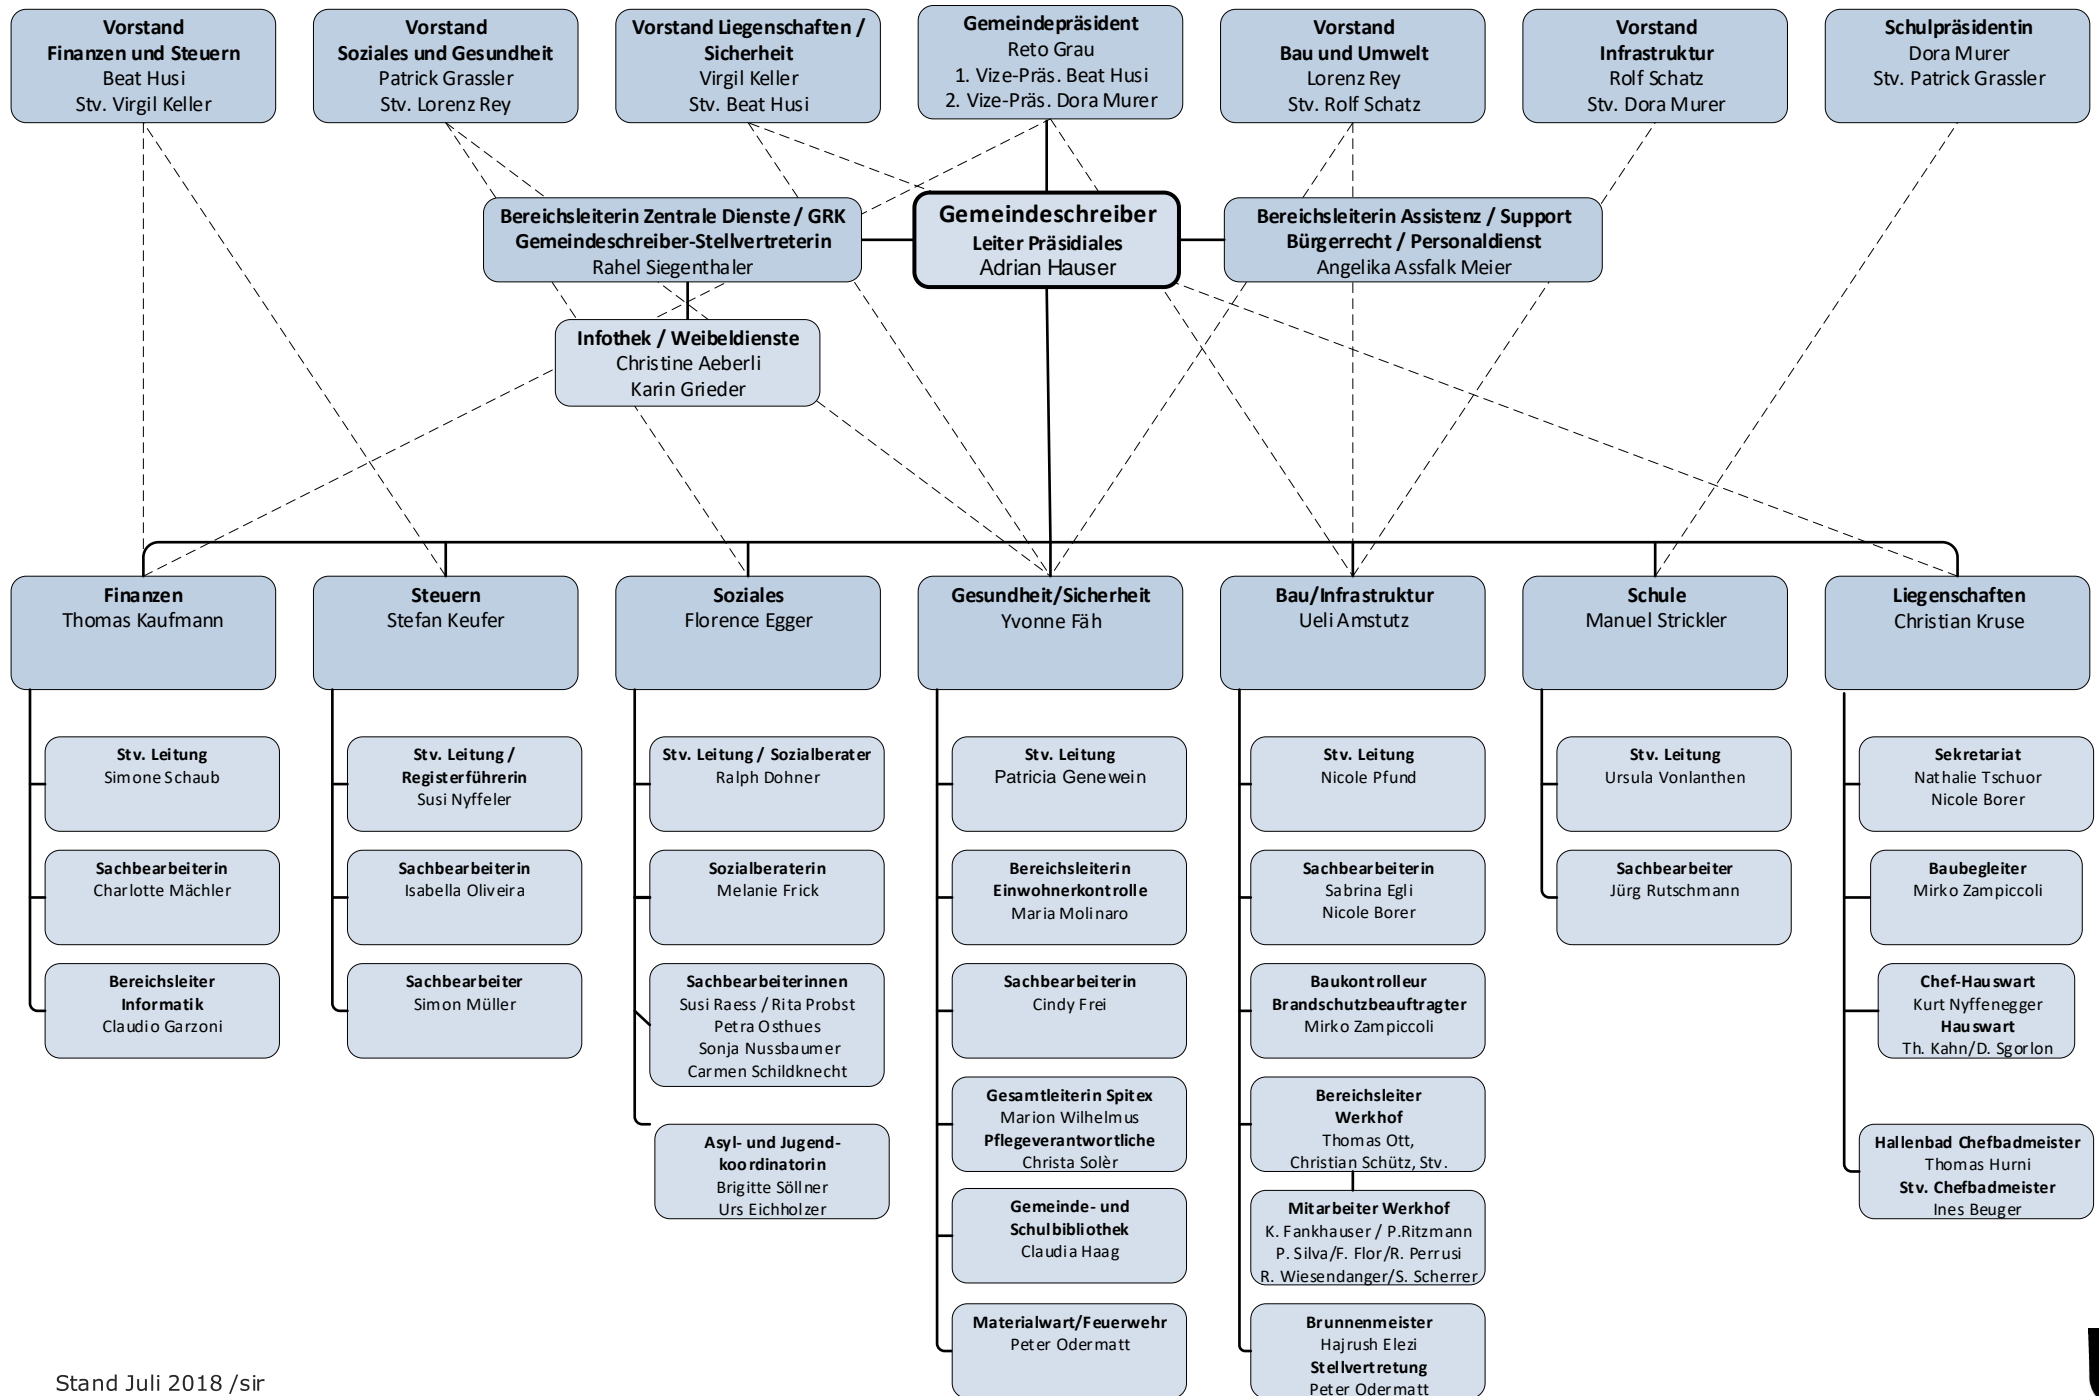 Vorstand
Finanzen und Steuern
Beat Husi
Stv. Virgil Keller
Vorstand
Soziales und Gesundheit
Patrick Grassler
Stv. Lorenz Rey
Vorstand Liegenschaften /
Sicherheit
Virgil Keller
Stv. Beat Husi
Gemeindepräsident
Reto Grau
1. Vize-Präs. Beat Husi
2. Vize-Präs. Dora Murer
Vorstand
Bau und Umwelt
Lorenz Rey
Stv. Rolf Schatz
Vorstand
Infrastruktur
Rolf Schatz
Stv. Dora Murer
Schulpräsidentin
Dora Murer
Stv. Patrick Grassler
Bereichsleiterin Zentrale Dienste / GRK
Gemeindeschreiber-Stellvertreterin
Rahel Siegenthaler
Gemeindeschreiber
Leiter Präsidiales
Adrian Hauser
Bereichsleiterin Assistenz / Support
Bürgerrecht / Personaldienst
Angelika Assfalk Meier
Infothek / Weibeldienste
Christine Aeberli
Karin Grieder
Finanzen
Thomas Kaufmann
Steuern
Stefan Keufer
Soziales
Florence Egger
Gesundheit/Sicherheit
Yvonne Fäh
Bau/Infrastruktur
Ueli Amstutz
Schule
Manuel Strickler
Liegenschaften
Christian Kruse
Stv. Leitung
Simone Schaub
Sachbearbeiterin
Charlotte Mächler
Bereichsleiter
Informatik
Claudio Garzoni
Stv. Leitung /
Registerführerin
Susi Nyffeler
Sachbearbeiterin
Isabella Oliveira
Sachbearbeiter
Simon Müller
Stv. Leitung / Sozialberater
Ralph Dohner
Sozialberaterin
Melanie Frick
Sachbearbeiterinnen
Susi Raess / Rita Probst
Petra Osthues
Sonja Nussbaumer
Carmen Schildknecht
Asyl- und Jugend-
koordinatorin
Brigitte Söllner
Urs Eichholzer
Stv. Leitung
Patricia Genewein
Bereichsleiterin
Einwohnerkontrolle
Maria Molinaro
Sachbearbeiterin
Cindy Frei
Gesamtleiterin Spitex
Marion Wilhelmus
Pflegeverantwortliche
Christa Solèr
Gemeinde- und
Schulbibliothek
Claudia Haag
Materialwart/Feuerwehr
Peter Odermatt
Stv. Leitung
Nicole Pfund
Sachbearbeiterin
Sabrina Egli
Nicole Borer
Baukontrolleur
Brandschutzbeauftragter
Mirko Zampiccoli
Bereichsleiter
Werkhof
Thomas Ott,
Christian Schütz, Stv.
Mitarbeiter Werkhof
K. Fankhauser / P.Ritzmann
P. Silva/F. Flor/R. Perrusi
R. Wiesendanger/S. Scherrer
Brunnenmeister
Hajrush Elezi
Stellvertretung
Peter Odermatt
Stv. Leitung
Ursula Vonlanthen
Sachbearbeiter
Jürg Rutschmann
Sekretariat
Nathalie Tschuor
Nicole Borer
Baubegleiter
Mirko Zampiccoli
Chef-Hauswart
Kurt Nyffenegger
Hauswart
Th. Kahn/D. Sgorlon
Hallenbad Chefbadmeister
Thomas Hurni
Stv. Chefbadmeister
Ines Beuger
Stand Juli 2018 /sir